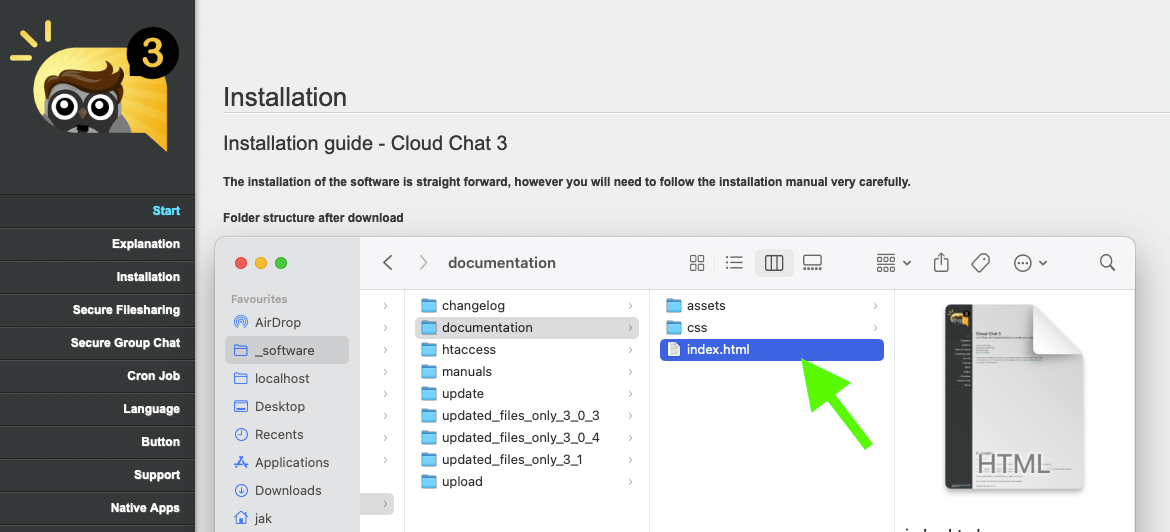 3
Start
Explanation
Installation
Secure Filesharing
Secure Group Chat
Cron Job
Language
Button
Support
Native Apps
Installation
Installation guide - Cloud Chat 3
The installation of the software is straight forward, however you will need to follow the installation manual very carefully.
Folder structure after download
documentation
Favourites
AirDrop
_software
localhost
Desktop
Recents
Applications
Downloads
jak
changelog
documentation
htaccess
manuals
update
updated_files_only_3_0_3
updated_files_only_3_0_4
updated_files_only_3_1
upload
assets
css
index.html
Cloud Chat 3
HTML